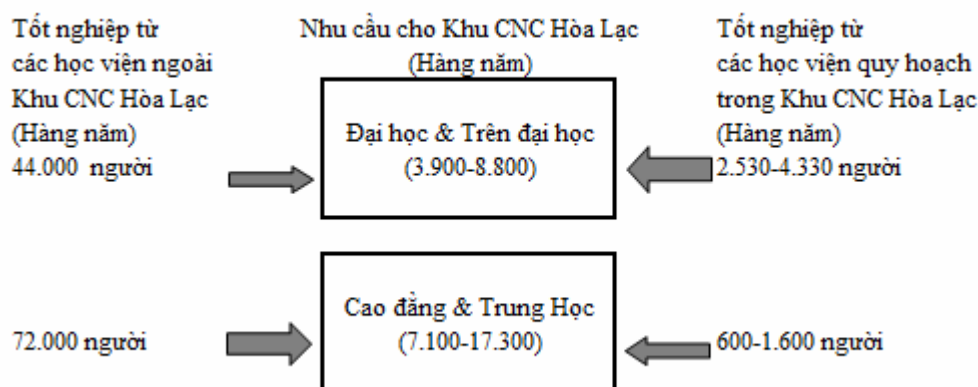 Tốt nghiệp từ
các học viện ngoài
Khu CNC Hòa Lạc
(Hàng năm)
44.000 người
Nhu cầu cho Khu CNC Hòa Lạc
(Hàng năm)
Đại học & Trên đại học
(3.900-8.800)
Tốt nghiệp từ
các học viện quy hoạch
trong Khu CNC Hòa Lạc
(Hàng năm)
2.530-4.330 người
72.000 người
Cao đẳng & Trung Học
(7.100-17.300)
600-1.600 người